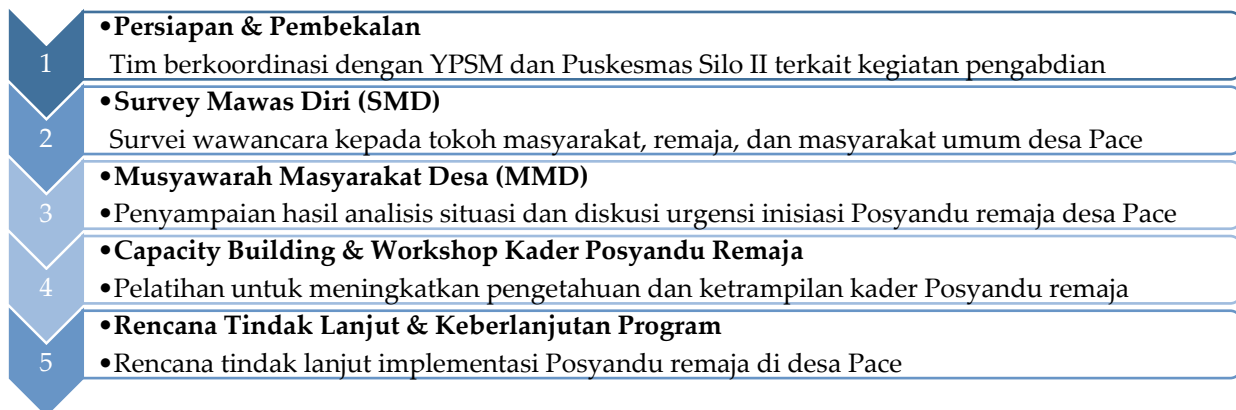 •Persiapan & Pembekalan
1
Tim berkoordinasi dengan YPSM dan Puskesmas Silo II terkait kegiatan pengabdian
•Survey Mawas Diri (SMD)
2
Survei wawancara kepada tokoh masyarakat, remaja, dan masyarakat umum desa Pace
•Musyawarah Masyarakat Desa (MMD)
3
•Penyampaian hasil analisis situasi dan diskusi urgensi inisiasi Posyandu remaja desa Pace
•Capacity Building & Workshop Kader Posyandu Remaja
4
•Pelatihan untuk meningkatkan pengetahuan dan ketrampilan kader Posyandu remaja
•Rencana Tindak Lanjut & Keberlanjutan Program
5
•Rencana tindak lanjut implementasi Posyandu remaja di desa Pace